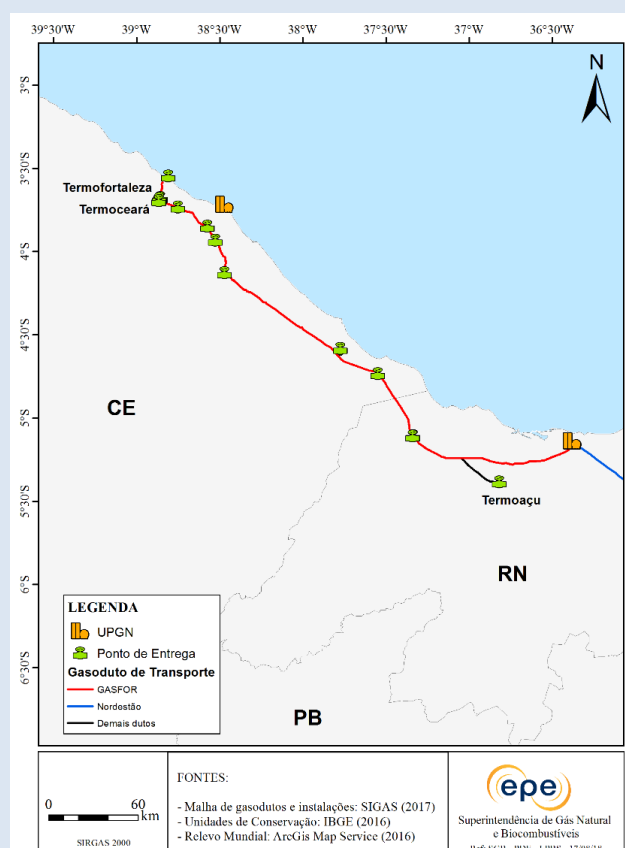 39°30'W 39°W 38°30'W 38°W 37°30'W 37°W 36°30'W
N
3°S
3°30'S
4°S
4°30'S
5°S
5°30'S
6°S
6°30'S
Termofortaleza
Termoceará
CE
Termoaçu
RN
PB
LEGENDA
UPGN
Ponto de Entrega
Gasoduto de Transporte
GASFOR
Nordestão
Demais dutos
0 60
km
SIRGAS 2000
FONTES:
- Malha de gasodutos e instalações: SIGAS (2017)
- Unidades de Conservação: IBGE (2016)
- Relevo Mundial: ArcGis Map Service (2016)
epe
Superintendência de Gás Natural
e Biocombustíveis